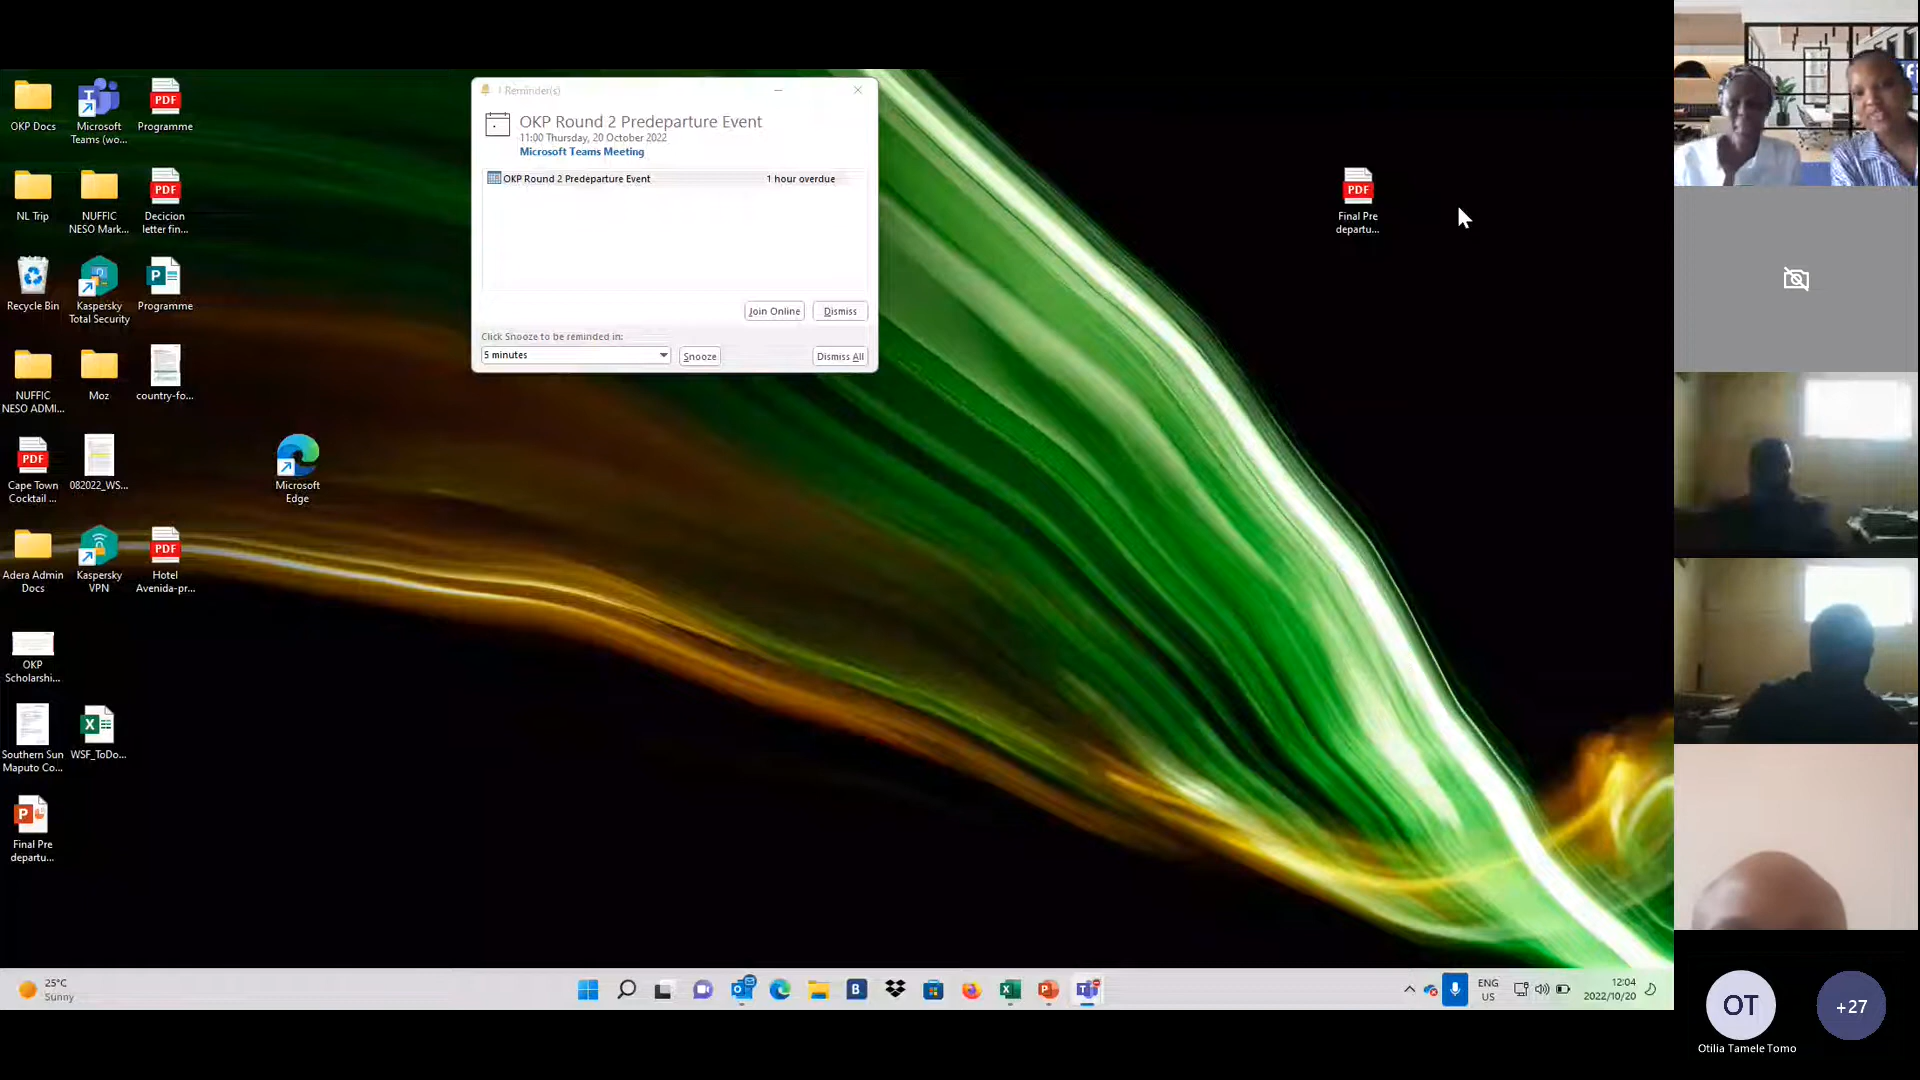 OKP Docs
Microsoft
Teams (wo...
Programme
NL Trip
NUFFIC
NESO Mark...
Decicion
letter fin...
Recycle Bin
Kaspersky
Total Security
Programme
NUFFIC
NESO ADMI...
Moz
country-fo...
Cape Town
Cocktail ...
082022_WS...
Microsoft
Edge
Adera Admin
Docs
Kaspersky
VPN
Hotel
Avenida-pr...
OKP
Scholarshi...
Southern Sun
Maputo Co...
WSF_ToDo...
Final Pre
departu...
1 Reminder(s)
OKP Round 2 Predeparture Event
11:00 Thursday, 20 October 2022
Microsoft Teams Meeting
OKP Round 2 Predeparture Event 1 hour overdue
Join Online Dismiss
Click Snooze to be reminded in:
5 minutes Snooze Dismiss All
PDF
Final Pre
departu...
25°C
Sunny
ENG
US
12:04
2022/10/20
OT
+27
Otilia Tamele Tomo